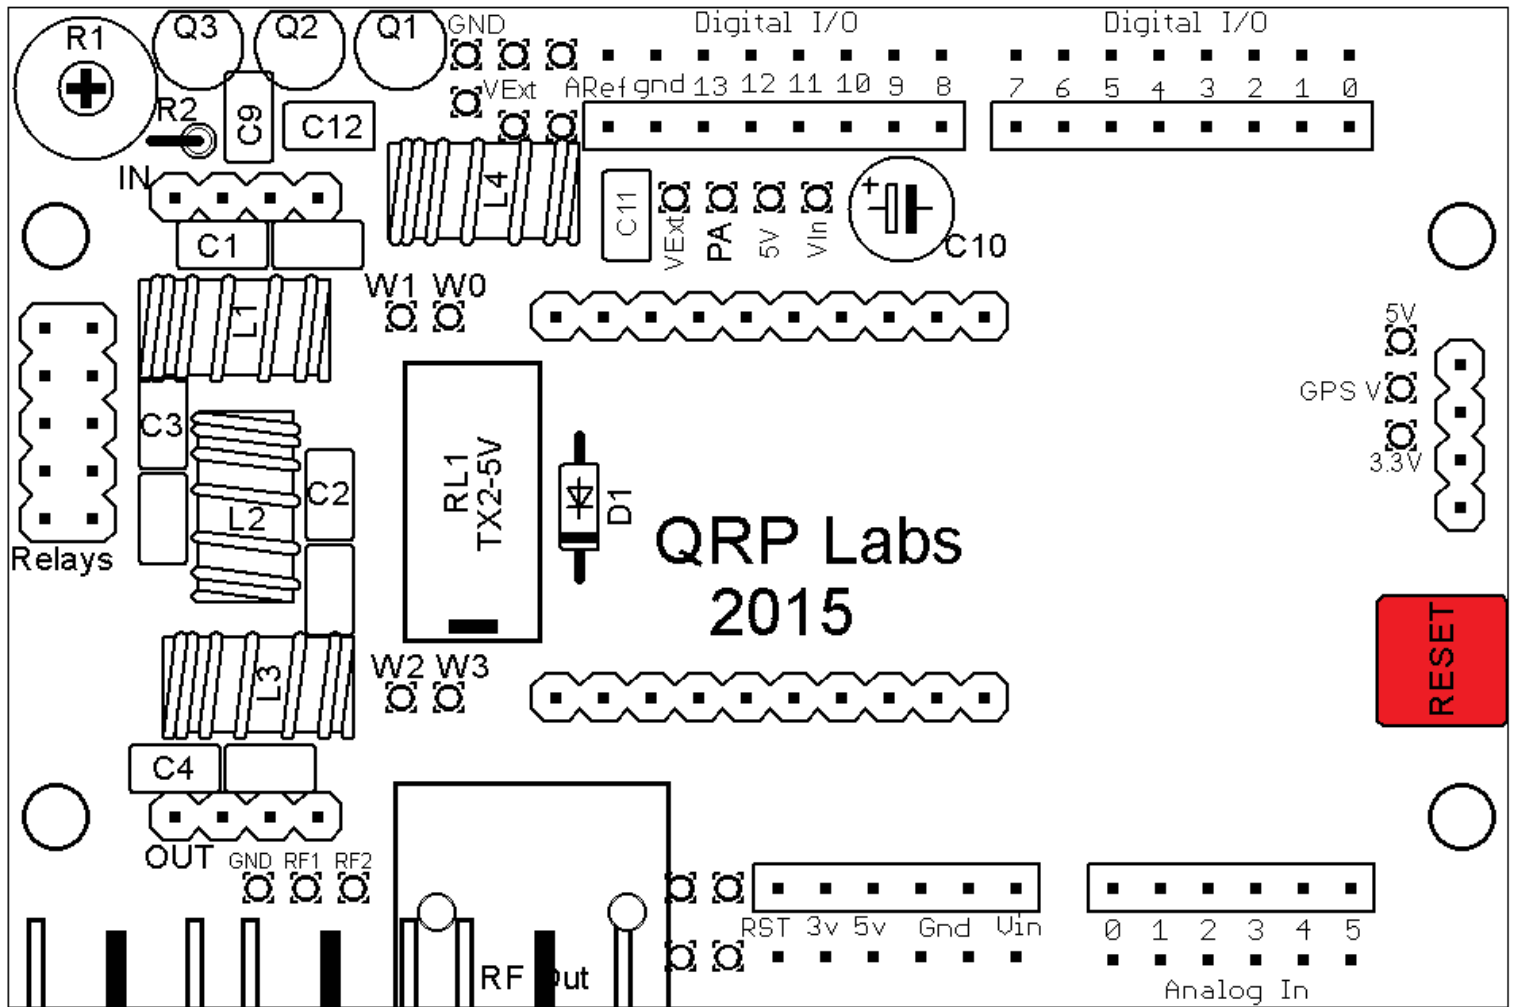 R1
Q3 Q2 Q1
GND
Digital I/O Digital I/O
VExt
ARef gnd 13 12 11 10 9 8
7 6 5 4 3 2 1 0
R2
C9
C12
IN
L4
C11
VExt
PA
5V
VIn
+
C10
C1
W1 W0
L1
5V
GPS V
3.3V
C3
C2
L2
RL1
TX2-5V
D1
QRP Labs
2015
Relays
RESET
L3
W2 W3
C4
OUT
GND RF1 RF2
RST 3v 5v Gnd Vin
0 1 2 3 4 5
RF Out
Analog In